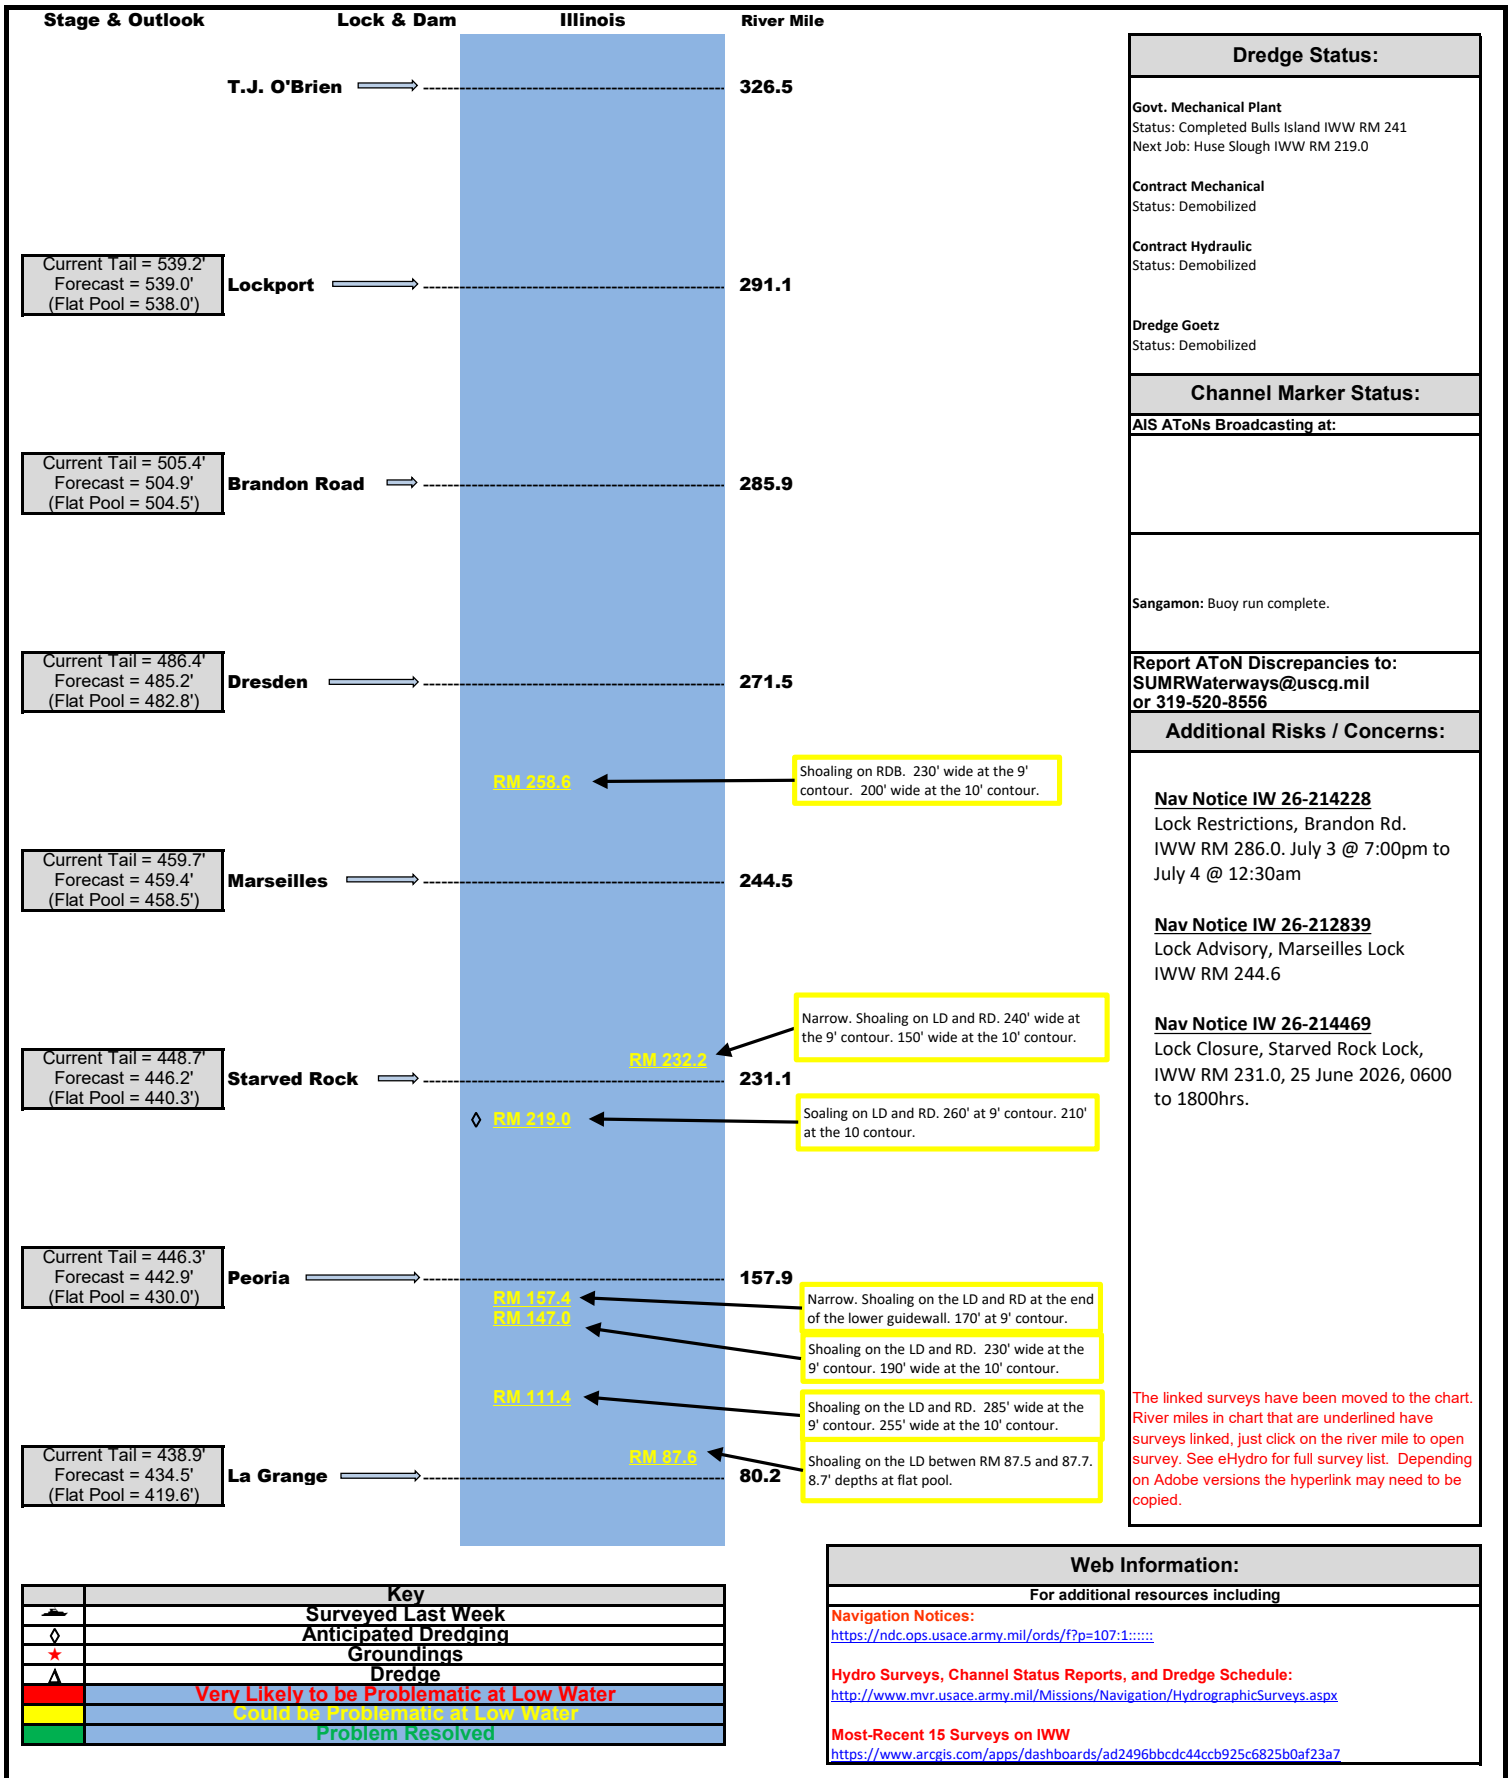 Stage & Outlook Lock & Dam Illinois River Mile
T.J. O'Brien 326.5
Current Tail = 539.2'
Forecast = 539.0'
(Flat Pool = 538.0')
Lockport 291.1
Current Tail = 505.4'
Forecast = 504.9'
(Flat Pool = 504.5')
Brandon Road 285.9
Current Tail = 486.4'
Forecast = 485.2'
(Flat Pool = 482.8')
Dresden 271.5
RM 258.6
Shoaling on RDB.  230' wide at the 9'
contour.  200' wide at the 10' contour.
Current Tail = 459.7'
Forecast = 459.4'
(Flat Pool = 458.5')
Marseilles 244.5
Narrow. Shoaling on LD and RD. 240' wide at
the 9' contour. 150' wide at the 10' contour.
RM 232.2
Current Tail = 448.7'
Forecast = 446.2'
(Flat Pool = 440.3')
Starved Rock 231.1
RM 219.0
Soaling on LD and RD. 260' at 9' contour. 210'
at the 10 contour.
Current Tail = 446.3'
Forecast = 442.9'
(Flat Pool = 430.0')
Peoria 157.9
RM 157.4
Narrow. Shoaling on the LD and RD at the end
of the lower guidewall. 170' at 9' contour.
RM 147.0
Shoaling on the LD and RD.  230' wide at the
9' contour. 190' wide at the 10' contour.
RM 111.4
Shoaling on the LD and RD.  285' wide at the
9' contour. 255' wide at the 10' contour.
RM 87.6
Shoaling on the LD betwen RM 87.5 and 87.7.
8.7' depths at flat pool.
Current Tail = 438.9'
Forecast = 434.5'
(Flat Pool = 419.6')
La Grange 80.2
Dredge Status:
Govt. Mechanical Plant
Status: Completed Bulls Island IWW RM 241
Next Job: Huse Slough IWW RM 219.0
Contract Mechanical
Status: Demobilized
Contract Hydraulic
Status: Demobilized
Dredge Goetz
Status: Demobilized
Channel Marker Status:
AIS AToNs Broadcasting at:
Sangamon: Buoy run complete.
Report AToN Discrepancies to:
SUMRWaterways@uscg.mil
or 319-520-8556
Additional Risks / Concerns:
Nav Notice IW 26-214228
Lock Restrictions, Brandon Rd.
IWW RM 286.0. July 3 @ 7:00pm to
July 4 @ 12:30am
Nav Notice IW 26-212839
Lock Advisory, Marseilles Lock
IWW RM 244.6
Nav Notice IW 26-214469
Lock Closure, Starved Rock Lock,
IWW RM 231.0, 25 June 2026, 0600
to 1800hrs.
The linked surveys have been moved to the chart.
River miles in chart that are underlined have
surveys linked, just click on the river mile to open
survey. See eHydro for full survey list.  Depending
on Adobe versions the hyperlink may need to be
copied.
Key
Surveyed Last Week
Anticipated Dredging
Groundings
Dredge
Very Likely to be Problematic at Low Water
Could be Problematic at Low Water
Problem Resolved
Web Information:
For additional resources including
Navigation Notices:
https://ndc.ops.usace.army.mil/ords/f?p=107:1::::::
Hydro Surveys, Channel Status Reports, and Dredge Schedule:
http://www.mvr.usace.army.mil/Missions/Navigation/HydrographicSurveys.aspx
Most-Recent 15 Surveys on IWW
https://www.arcgis.com/apps/dashboards/ad2496bbcdc44ccb925c6825b0af23a7